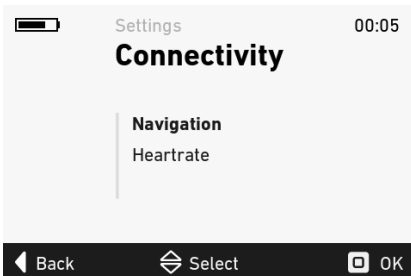 Settings
00:05
Connectivity
Navigation
Heartrate
Back
Select
OK